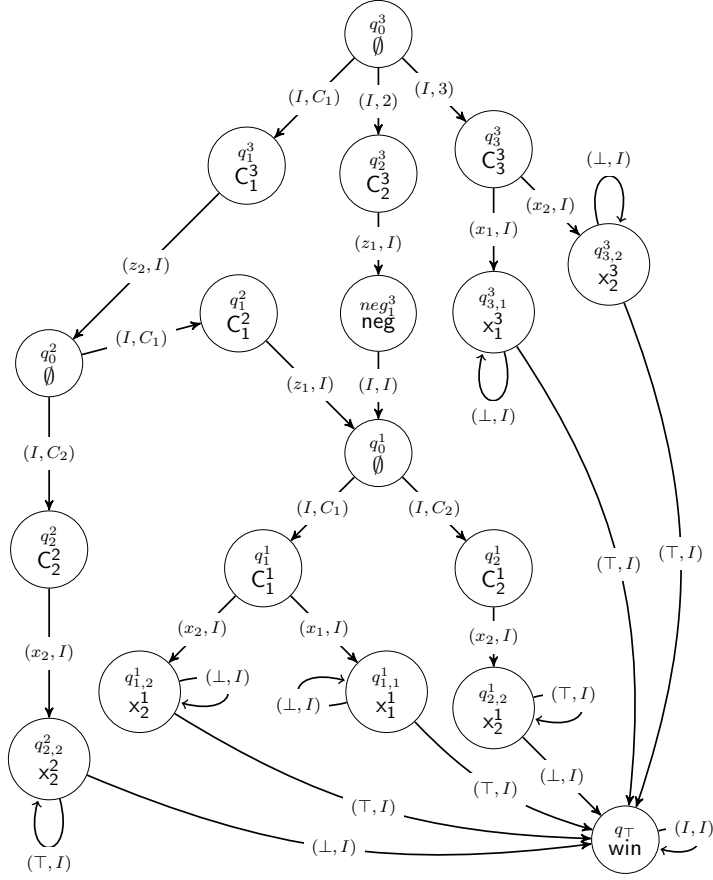 q_0^3
∅
(I, C_1)
(I, 2)
(I, 3)
q_1^3
C_1^3
q_2^3
C_2^3
q_3^3
C_3^3
(⊥, I)
(x_2, I)
(x_1, I)
(z_1, I)
(z_2, I)
q_{3,2}^3
x_2^3
q_1^2
C_1^2
neg_1^3
neg
q_{3,1}^3
x_1^3
(I, C_1)
q_0^2
∅
(z_1, I)
(I, I)
(⊥, I)
(I, C_2)
q_0^1
∅
(I, C_1)
(I, C_2)
q_2^2
C_2^2
q_1^1
C_1^1
q_2^1
C_2^1
(⊤, I)
(⊤, I)
(x_2, I)
(x_2, I)
(x_1, I)
(x_2, I)
q_{1,2}^1
x_2^1
(⊥, I)
(⊥, I)
q_{1,1}^1
x_1^1
q_{2,2}^1
x_2^1
(⊤, I)
q_{2,2}^2
x_2^2
(⊤, I)
(⊤, I)
(⊥, I)
(⊥, I)
(⊤, I)
q_⊤
win
(I, I)